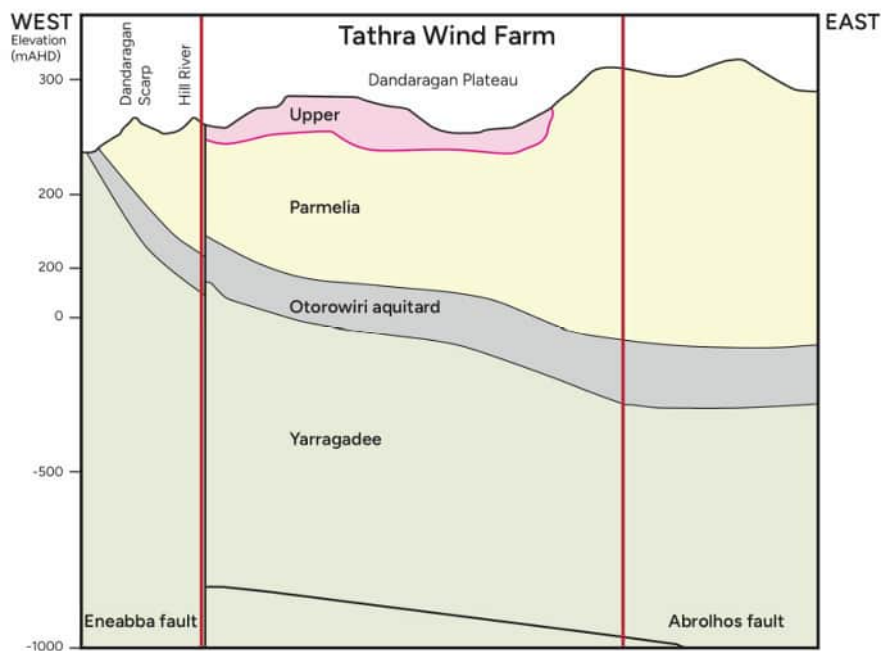 WEST
Elevation
(mAHD)
Dandaragan
Scarp
Hill River
Tathra Wind Farm
EAST
Dandaragan Plateau
300
Upper
200
Parmelia
200
Otorowiri aquitard
0
Yarragadee
-500
Eneabba fault
Abrolhos fault
-1000